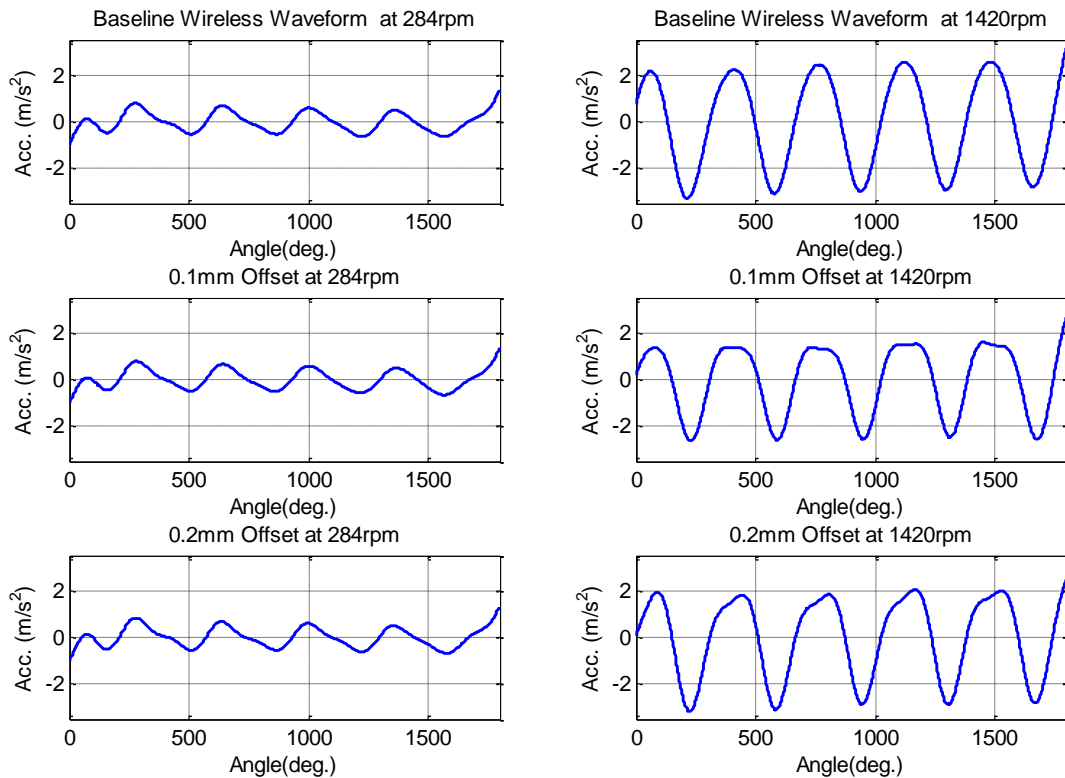 Baseline Wireless Waveform  at 284rpm
2
0
-2
Acc. (m/s²)
0 500 1000 1500
Angle(deg.)
Baseline Wireless Waveform  at 1420rpm
2
0
-2
Acc. (m/s²)
0 500 1000 1500
Angle(deg.)
0.1mm Offset at 284rpm
2
0
-2
Acc. (m/s²)
0 500 1000 1500
Angle(deg.)
0.1mm Offset at 1420rpm
2
0
-2
Acc. (m/s²)
0 500 1000 1500
Angle(deg.)
0.2mm Offset at 284rpm
2
0
-2
Acc. (m/s²)
0 500 1000 1500
Angle(deg.)
0.2mm Offset at 1420rpm
2
0
-2
Acc. (m/s²)
0 500 1000 1500
Angle(deg.)